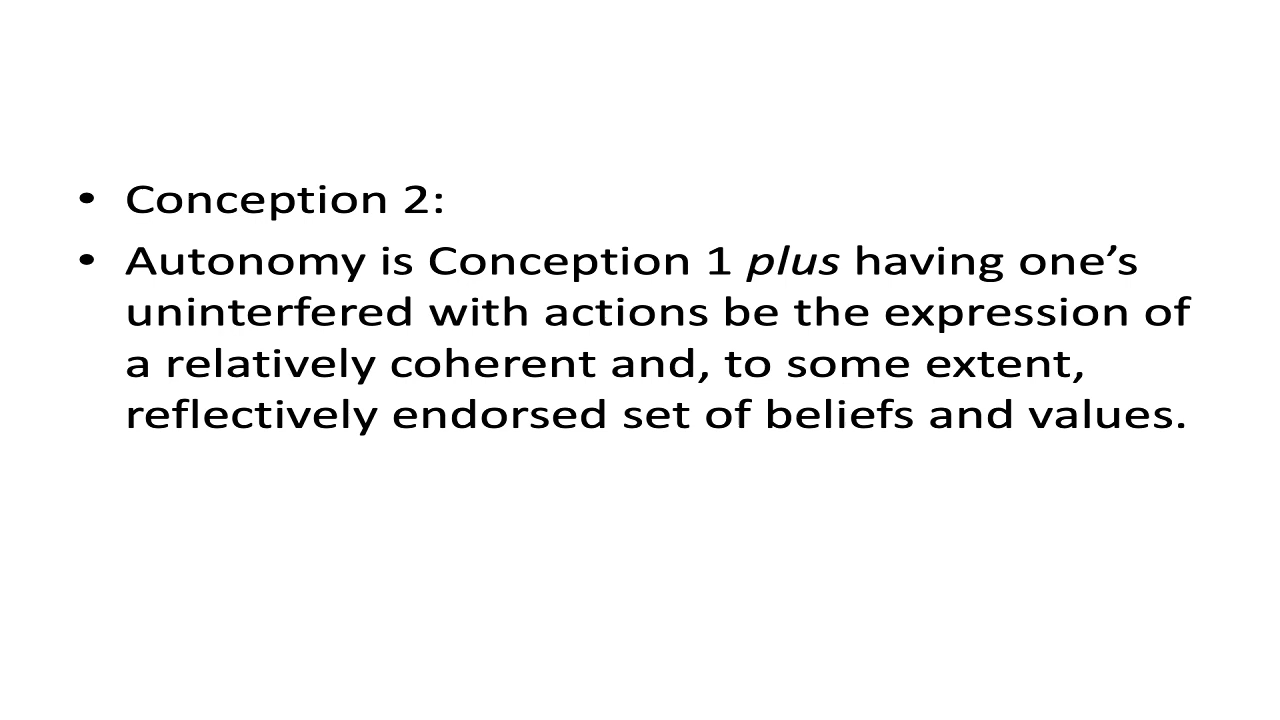 • Conception 2:
• Autonomy is Conception 1 plus having one’s
uninterfered with actions be the expression of
a relatively coherent and, to some extent,
reflectively endorsed set of beliefs and values.